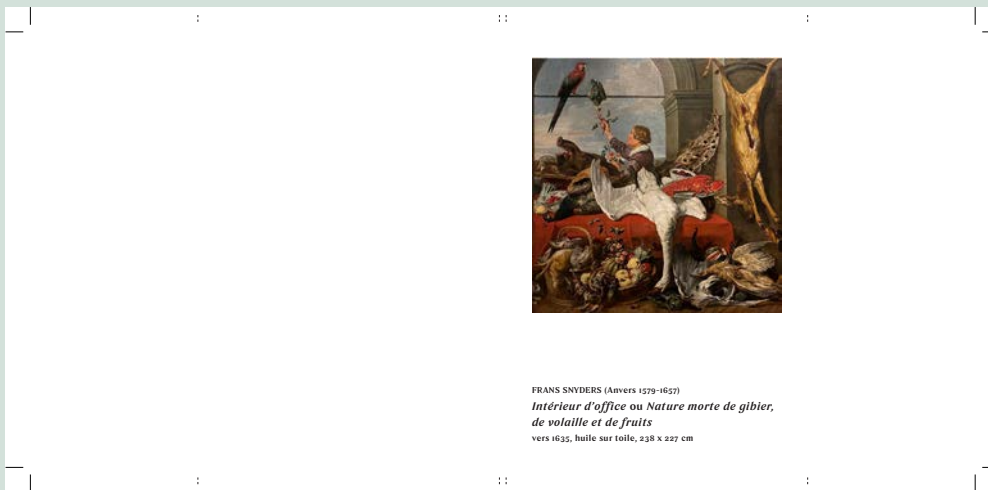 FRANS SNYDERS (Anvers 1579-1657)
Intérieur d'office ou Nature morte de gibier,
de volaille et de fruits
vers 1635, huile sur toile, 238 x 227 cm